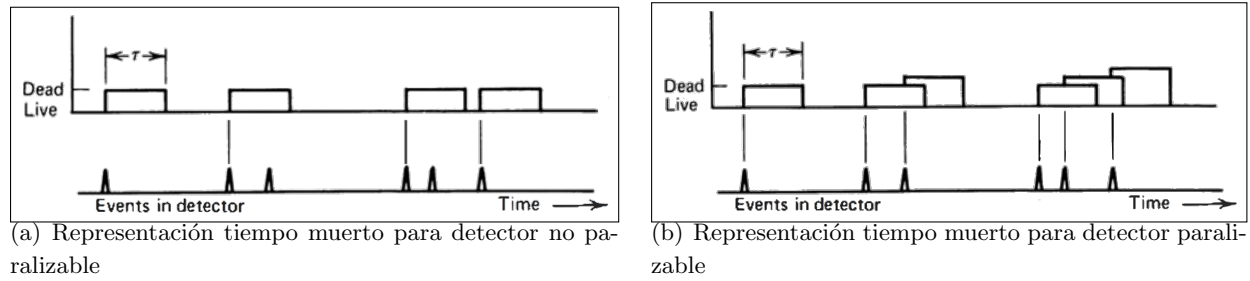 τ
Dead
Live
Events in detector
Time
(a) Representación tiempo muerto para detector no pa-
ralizable
τ
Dead
Live
Events in detector
Time
(b) Representación tiempo muerto para detector parali-
zable